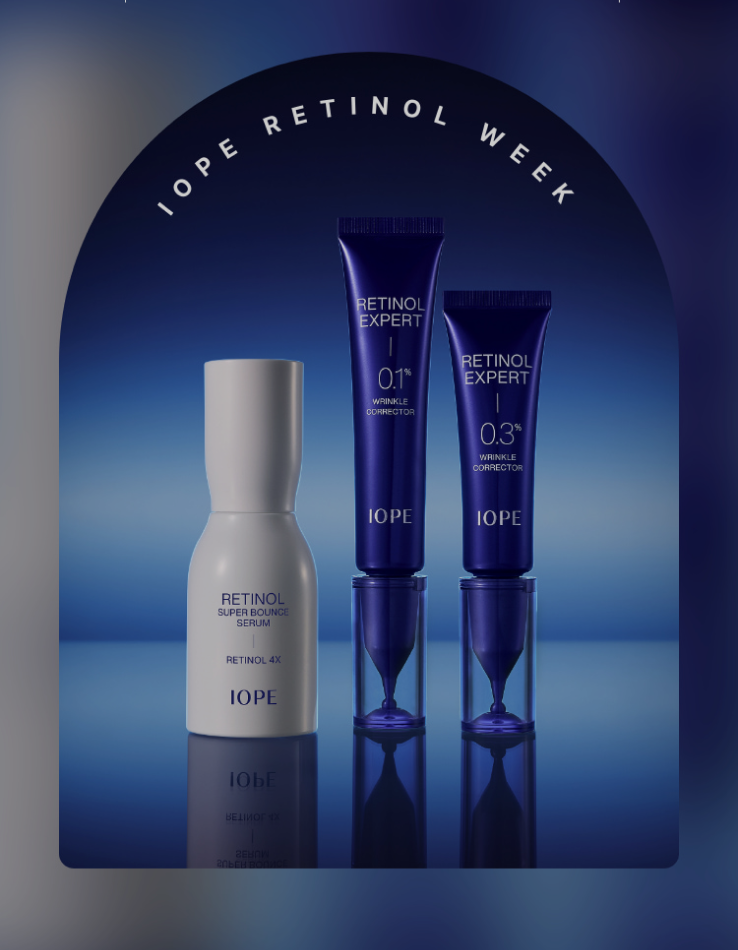 IOPE RETINOL WEEK
RETINOL
EXPERT
0.1%
WRINKLE
CORRECTOR
IOPE
RETINOL
EXPERT
0.3%
WRINKLE
CORRECTOR
IOPE
RETINOL
SUPER BOUNCE
SERUM
RETINOL 4X
IOPE